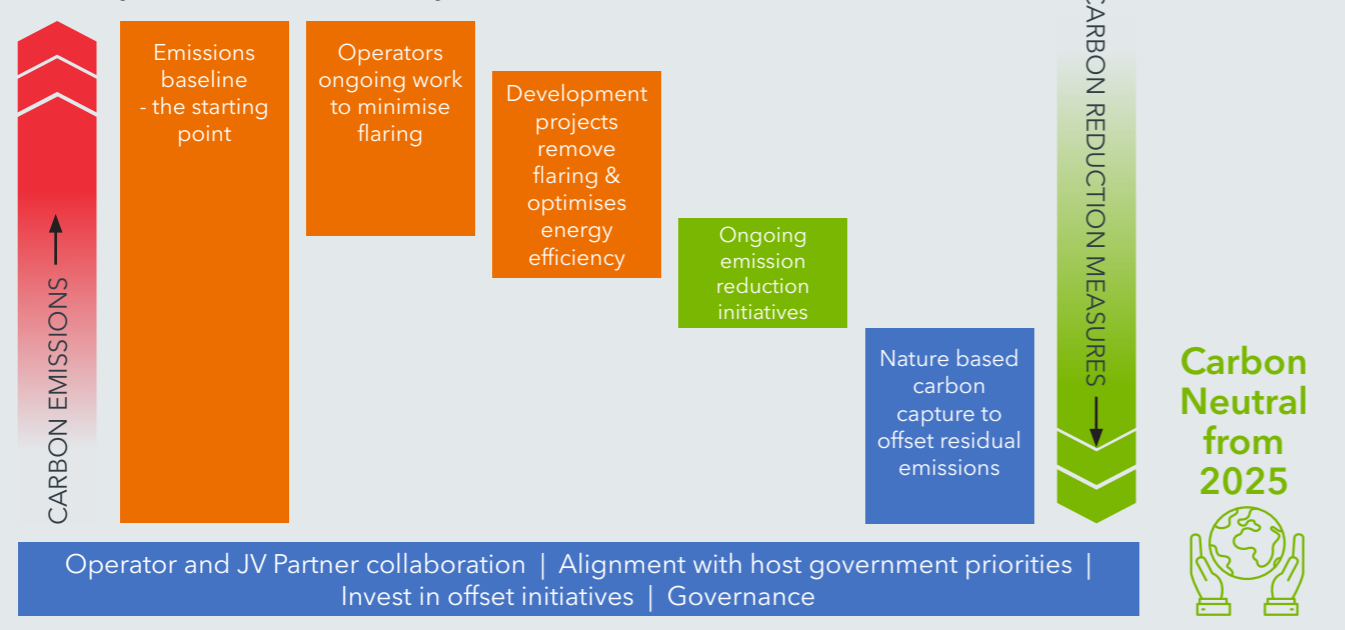 CARBON EMISSIONS
Emissions
baseline
- the starting
point
Operators
ongoing work
to minimise
flaring
Development
projects
remove
flaring &
optimises
energy
efficiency
Ongoing
emission
reduction
initiatives
Nature based
carbon
capture to
offset residual
emissions
CARBON REDUCTION MEASURES
Carbon
Neutral
from
2025
Operator and JV Partner collaboration | Alignment with host government priorities |
Invest in offset initiatives | Governance